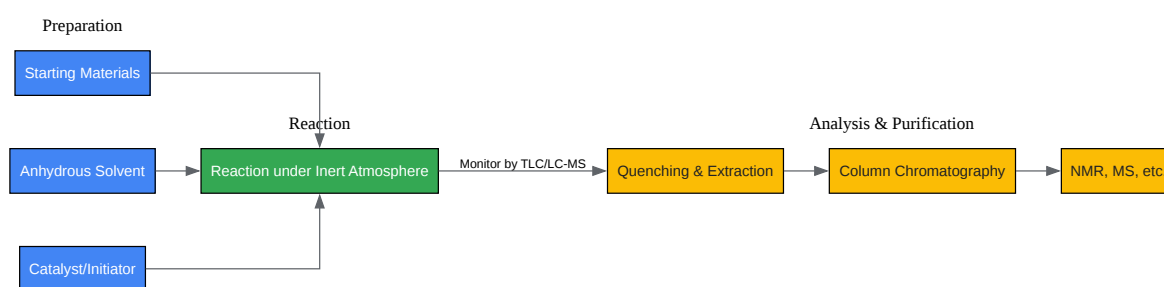 Preparation
Starting Materials
Reaction
Analysis & Purification
Anhydrous Solvent
Reaction under Inert Atmosphere
Monitor by TLC/LC-MS
Quenching & Extraction
Column Chromatography
NMR, MS, etc
Catalyst/Initiator